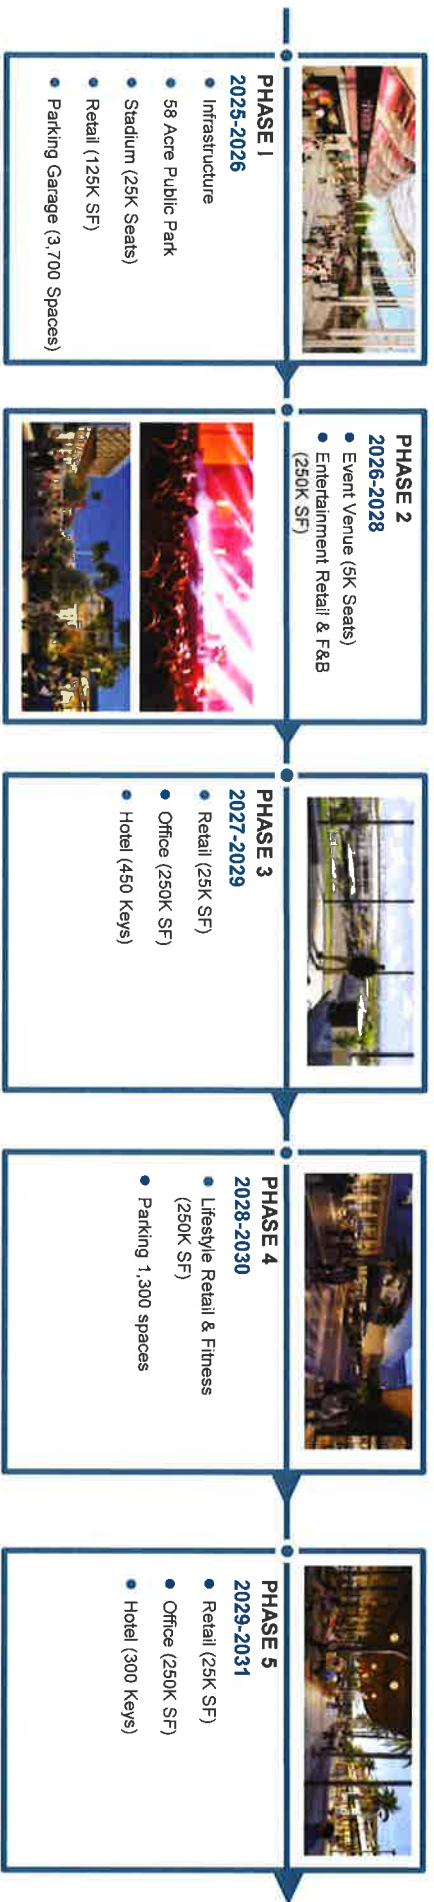 PHASE I
2025-2026
• Infrastructure
• 58 Acre Public Park
• Stadium (25K Seats)
• Retail (125K SF)
• Parking Garage (3,700 Spaces)
PHASE 2
2026-2028
• Event Venue (5K Seats)
• Entertainment Retail & F&B
(250K SF)
PHASE 3
2027-2029
• Retail (25K SF)
• Office (250K SF)
• Hotel (450 Keys)
PHASE 4
2028-2030
• Lifestyle Retail & Fitness
(250K SF)
• Parking 1,300 spaces
PHASE 5
2029-2031
• Retail (25K SF)
• Office (250K SF)
• Hotel (300 Keys)